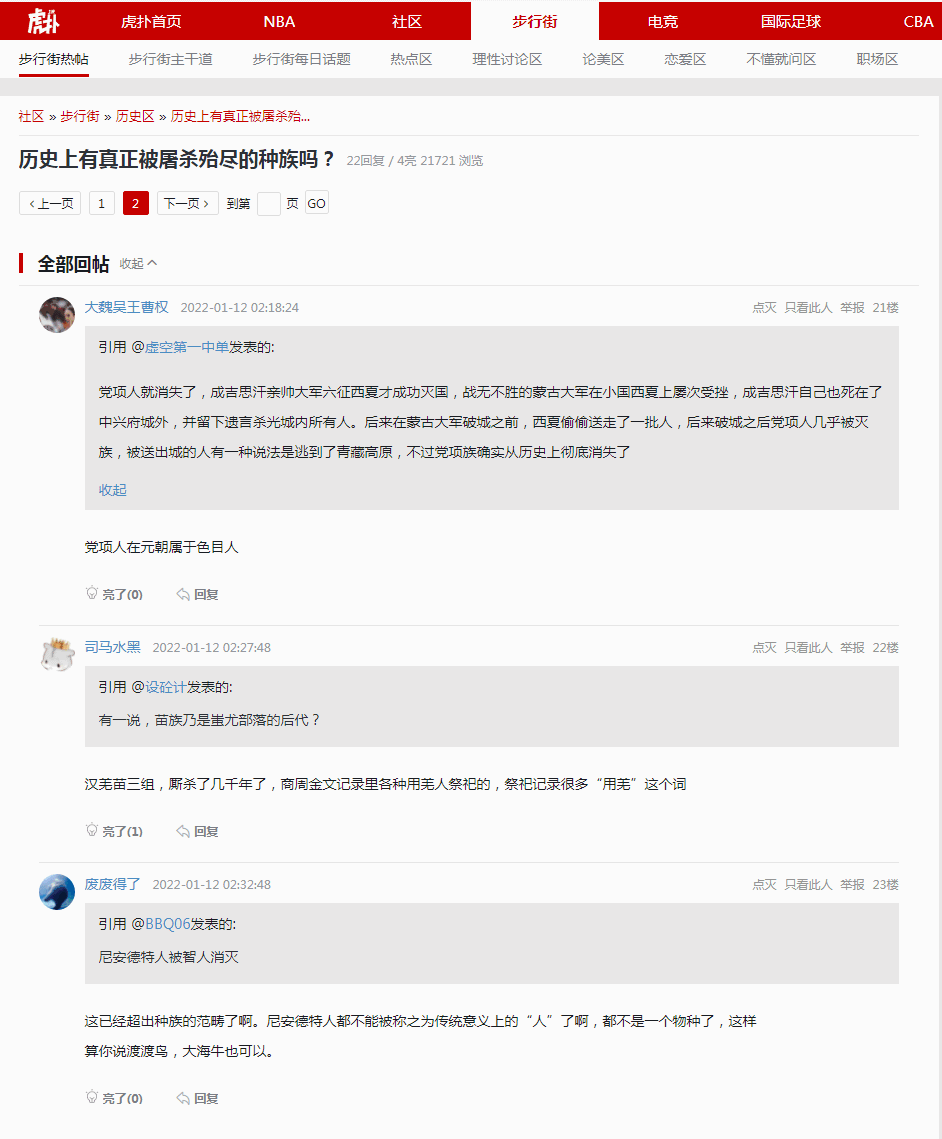 虎扑 虎扑首页 NBA 社区 步行街 电竞 国际足球 CBA
步行街热帖 步行街主干道 步行街每日话题 热点区 理性讨论区 论美区 恋爱区 不懂就问区 职场区
社区 » 步行街 » 历史区 » 历史上有真正被屠杀殆...
历史上有真正被屠杀殆尽的种族吗？ 22回复 / 4亮 21721 浏览
‹ 上一页 1 2 下一页 › 到第 页 GO
全部回帖 收起
大魏吴王曹权 2022-01-12 02:18:24 点灭 只看此人 举报 21楼
引用 @虚空第一中单发表的:
党项人就消失了，成吉思汗亲帅大军六征西夏才成功灭国，战无不胜的蒙古大军在小国西夏上屡次受挫，成吉思汗自己也死在了
中兴府城外，并留下遗言杀光城内所有人。后来在蒙古大军破城之前，西夏偷偷送走了一批人，后来破城之后党项人几乎被灭
族，被送出城的人有一种说法是逃到了青藏高原，不过党项族确实从历史上彻底消失了
收起
党项人在元朝属于色目人
亮了(0) 回复
司马水黑 2022-01-12 02:27:48 点灭 只看此人 举报 22楼
引用 @设砼计发表的:
有一说，苗族乃是蚩尤部落的后代？
汉羌苗三组，厮杀了几千年了，商周金文记录里各种用羌人祭祀的，祭祀记录很多“用羌”这个词
亮了(1) 回复
废废得了 2022-01-12 02:32:48 点灭 只看此人 举报 23楼
引用 @BBQ06发表的:
尼安德特人被智人消灭
这已经超出种族的范畴了啊。尼安德特人都不能被称之为传统意义上的“人”了啊，都不是一个物种了，这样
算你说渡渡鸟，大海牛也可以。
亮了(0) 回复